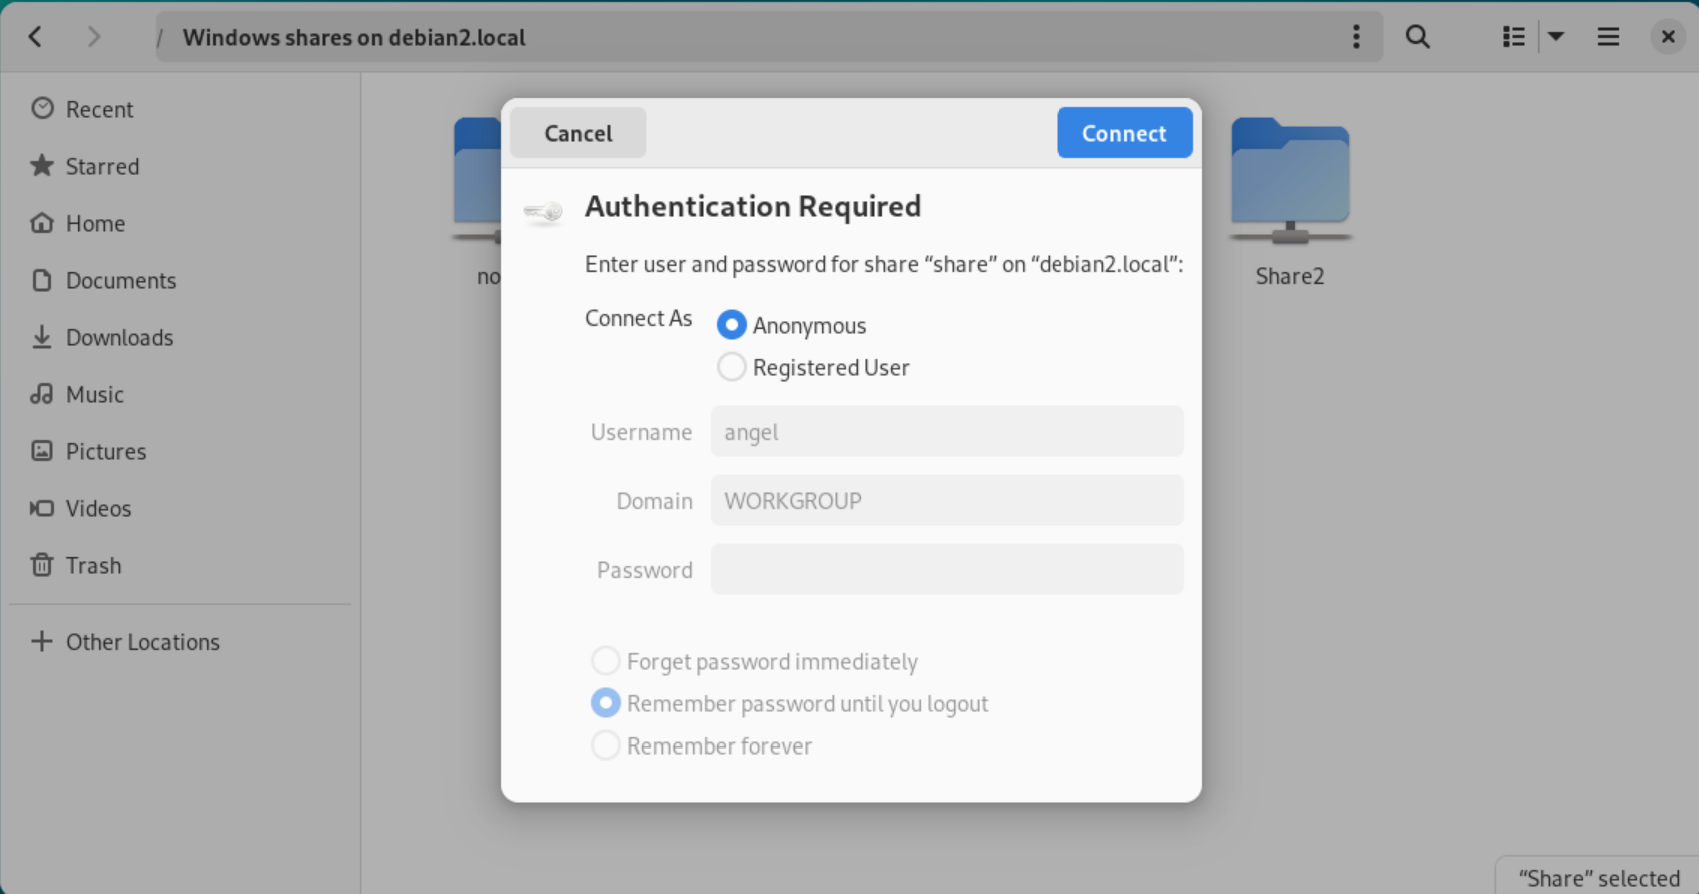 / Windows shares on debian2.local
Recent
Starred
Home
Documents
Downloads
Music
Pictures
Videos
Trash
Other Locations
no
Share2
Cancel
Connect
Authentication Required
Enter user and password for share “share” on “debian2.local”:
Connect As
Anonymous
Registered User
Username
angel
Domain
WORKGROUP
Password
Forget password immediately
Remember password until you logout
Remember forever
“Share” selected